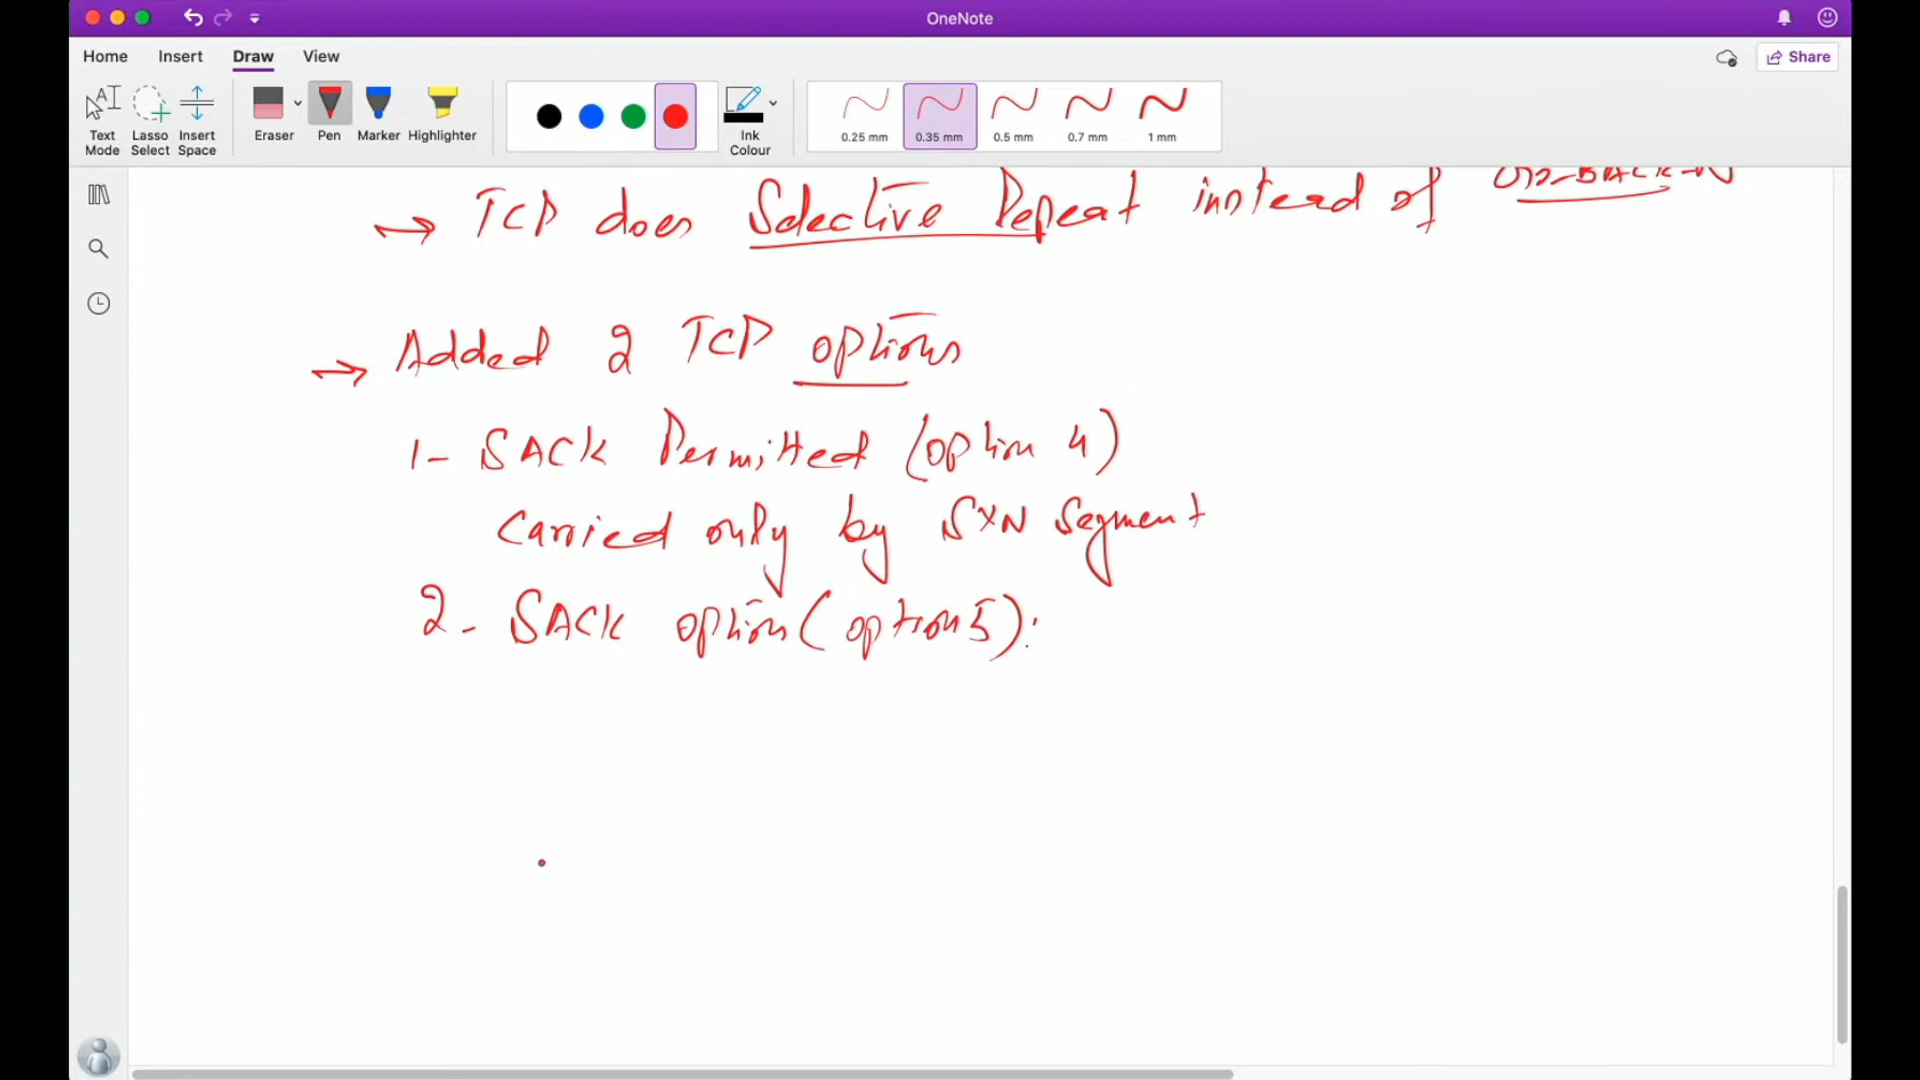 OneNote
Home Insert Draw View
Share
Text Mode
Lasso Select
Insert Space
Eraser
Pen
Marker
Highlighter
Ink Colour
0.25 mm
0.35 mm
0.5 mm
0.7 mm
1 mm
→ TCP does Selective Repeat instead of
→ Added 2 TCP options
1- SACK Permitted (option 4)
Carried only by SYN Segment
2- SACK option (option 5):